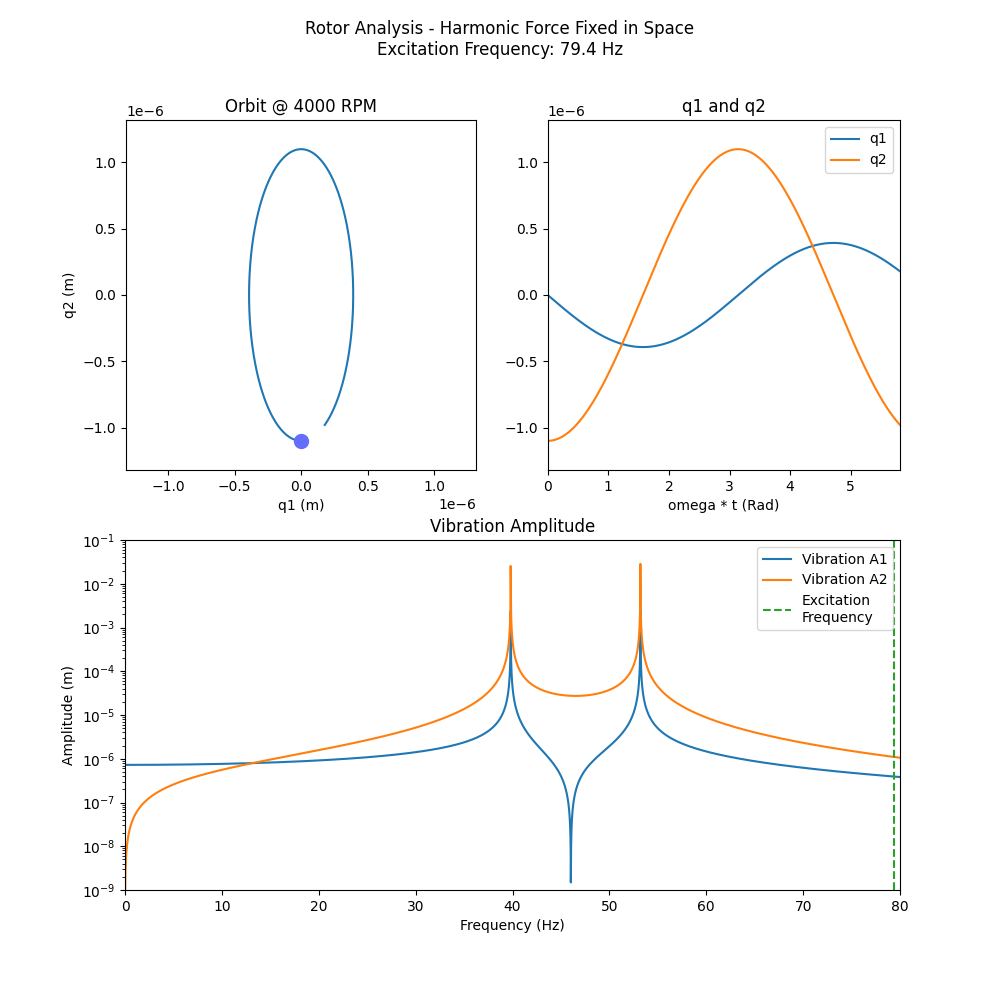 Rotor Analysis - Harmonic Force Fixed in Space
Excitation Frequency: 79.4 Hz
Orbit @ 4000 RPM
1e−6
1.0
0.5
0.0
−0.5
−1.0
q2 (m)
−1.0 −0.5 0.0 0.5 1.0
1e−6
q1 (m)
q1 and q2
1e−6
q1
q2
1.0
0.5
0.0
−0.5
−1.0
0 1 2 3 4 5
omega * t (Rad)
Vibration Amplitude
Vibration A1
Vibration A2
Excitation
Frequency
10⁻¹
10⁻²
10⁻³
10⁻⁴
10⁻⁵
10⁻⁶
10⁻⁷
10⁻⁸
10⁻⁹
Amplitude (m)
0 10 20 30 40 50 60 70 80
Frequency (Hz)